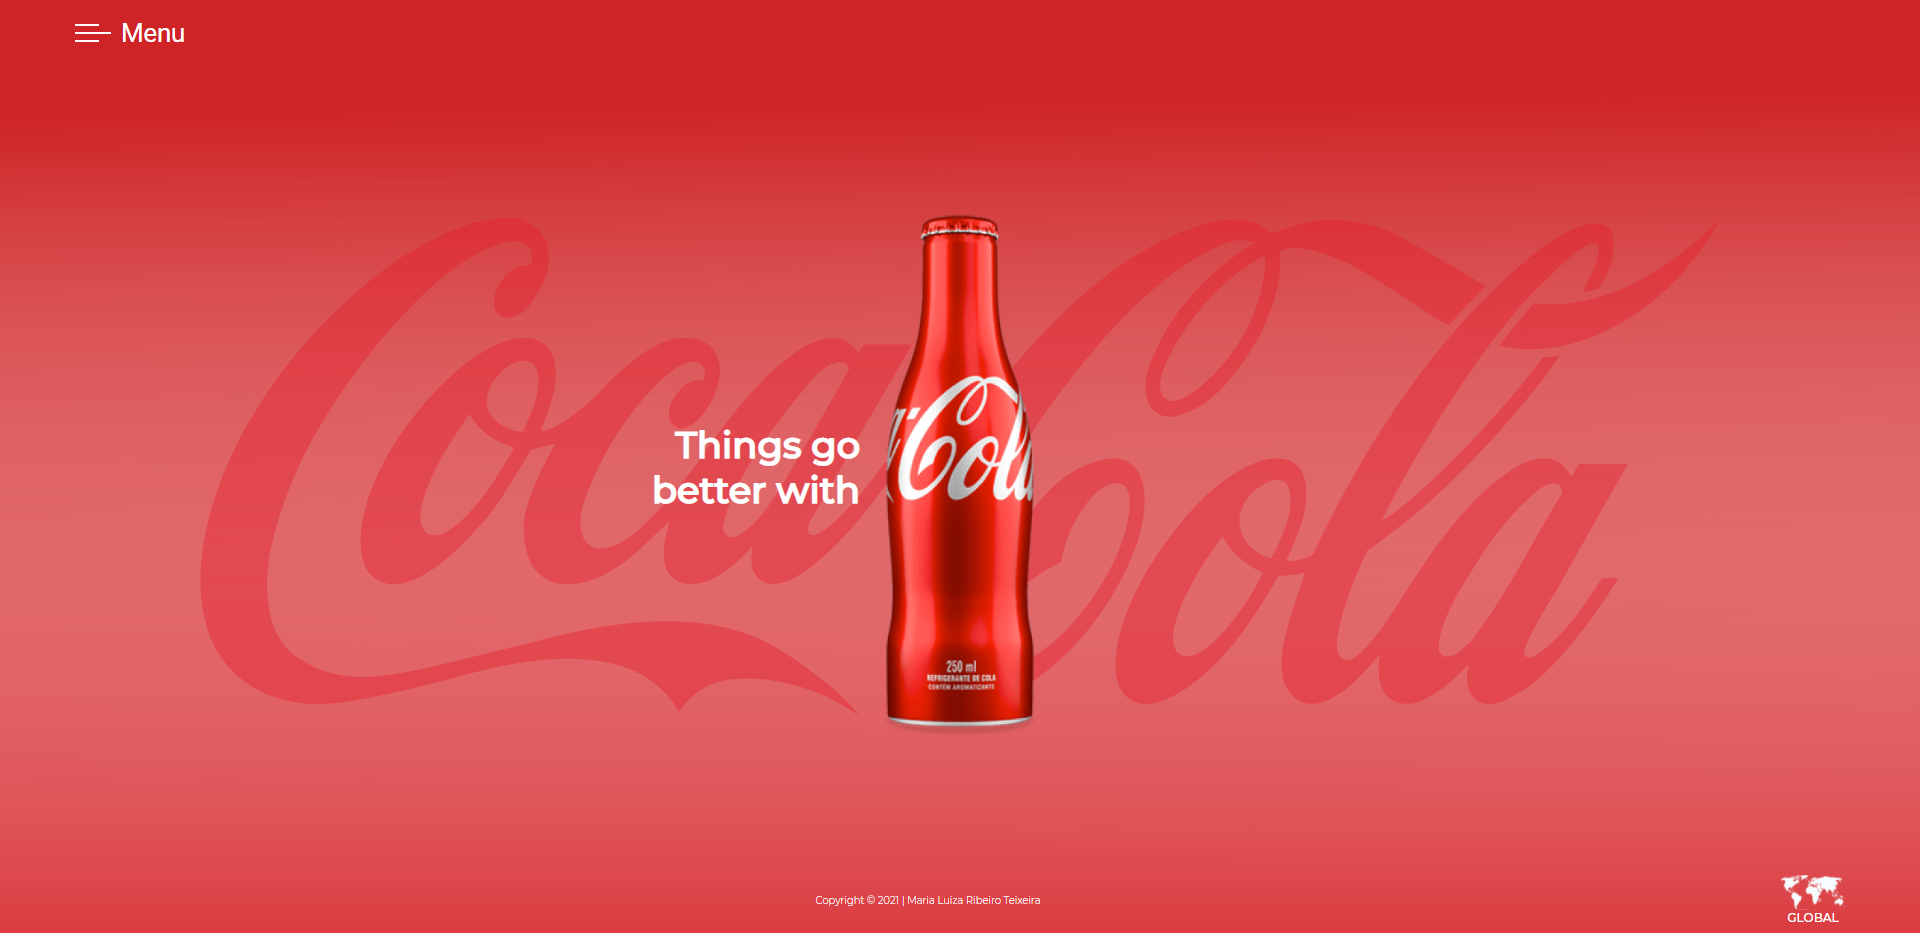 Menu
Coca-Cola
Things go
better with
Coca-Cola
250 ml
REFRIGERANTE DE COLA
CONTÉM AROMATIZANTE
Copyright © 2021 | Maria Luiza Ribeiro Teixeira
GLOBAL